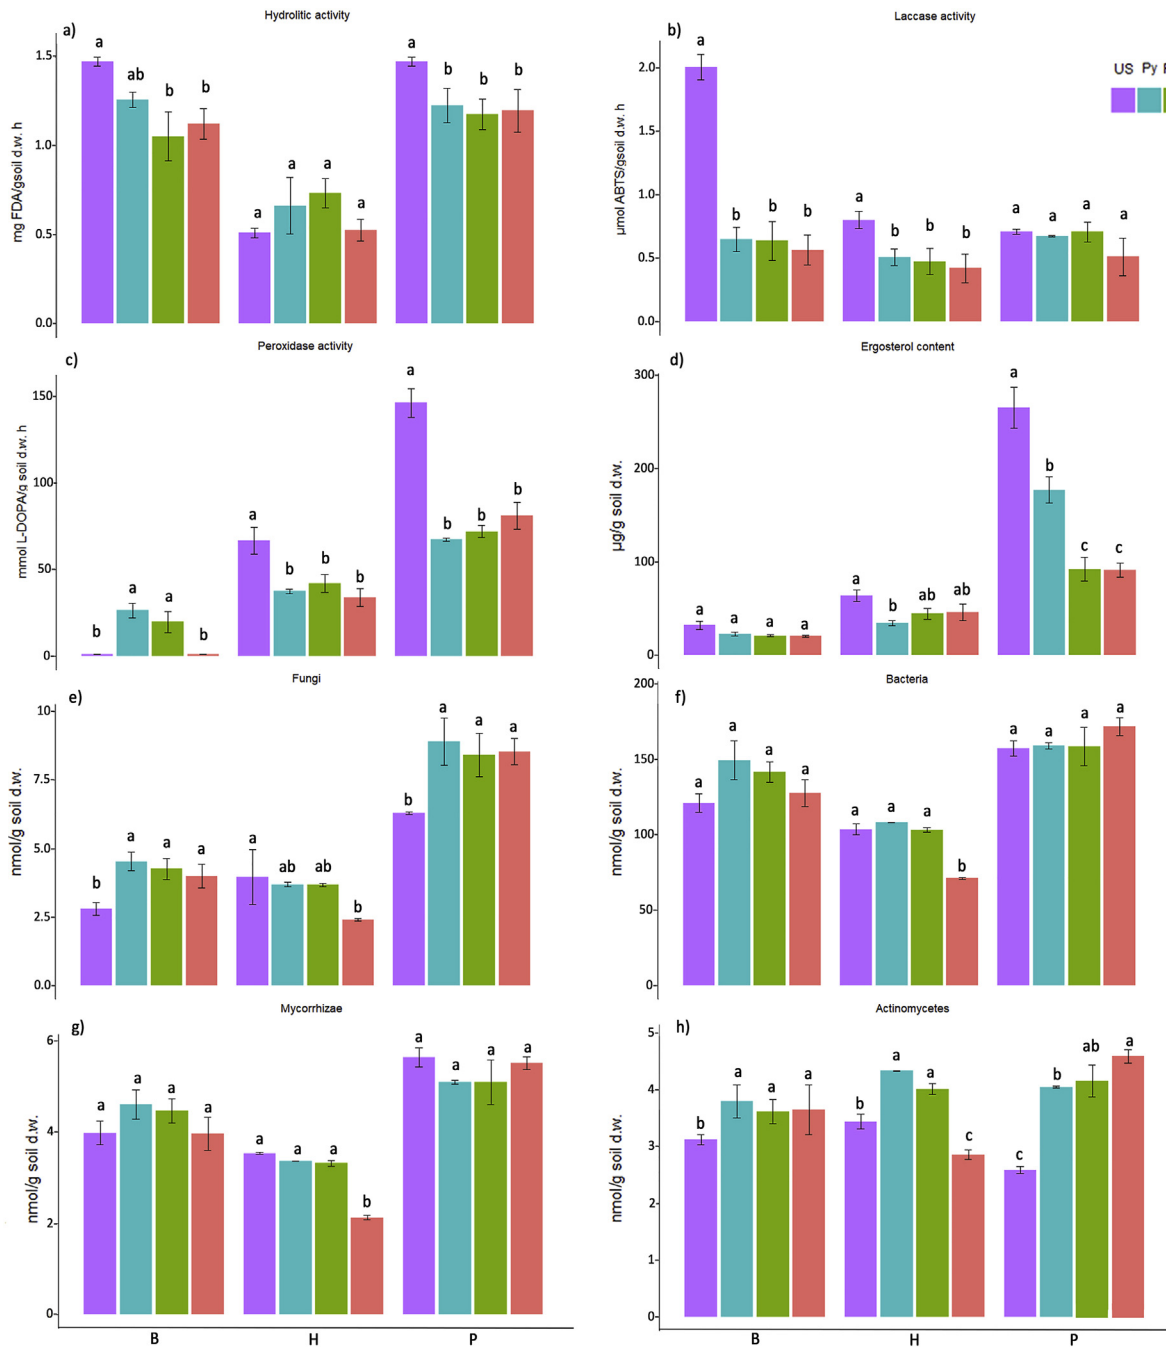 Hydrolitic activity
a)
mg FDA/gsoil d.w. h
1.5
1.0
0.5
0.0
a ab b b
a a a a
a b b b
Laccase activity
b)
μmol ABTS/gsoil d.w. h
2.0
1.5
1.0
0.5
0.0
US Py
a b b b
a b b b
a a a a
Peroxidase activity
c)
mmol L-DOPA/g soil d.w. h
150
100
50
0
b a a b
a b b b
a b b b
Ergosterol content
d)
μg/g soil d.w.
300
200
100
0
a a a a
a b ab ab
a b c c
Fungi
e)
nmol/g soil d.w.
10
7.5
5.0
2.5
0.0
b a a a
a ab ab b
b a a a
Bacteria
f)
nmol/g soil d.w.
200
150
100
50
0
a a a a
a a a b
a a a a
Mycorrhizae
g)
nmol/g soil d.w.
6
4
2
0
a a a a
a a a b
a a a a
B H P
Actinomycetes
h)
nmol/g soil d.w.
5
4
3
2
1
0
b a a a
b a a c
c b ab a
B H P